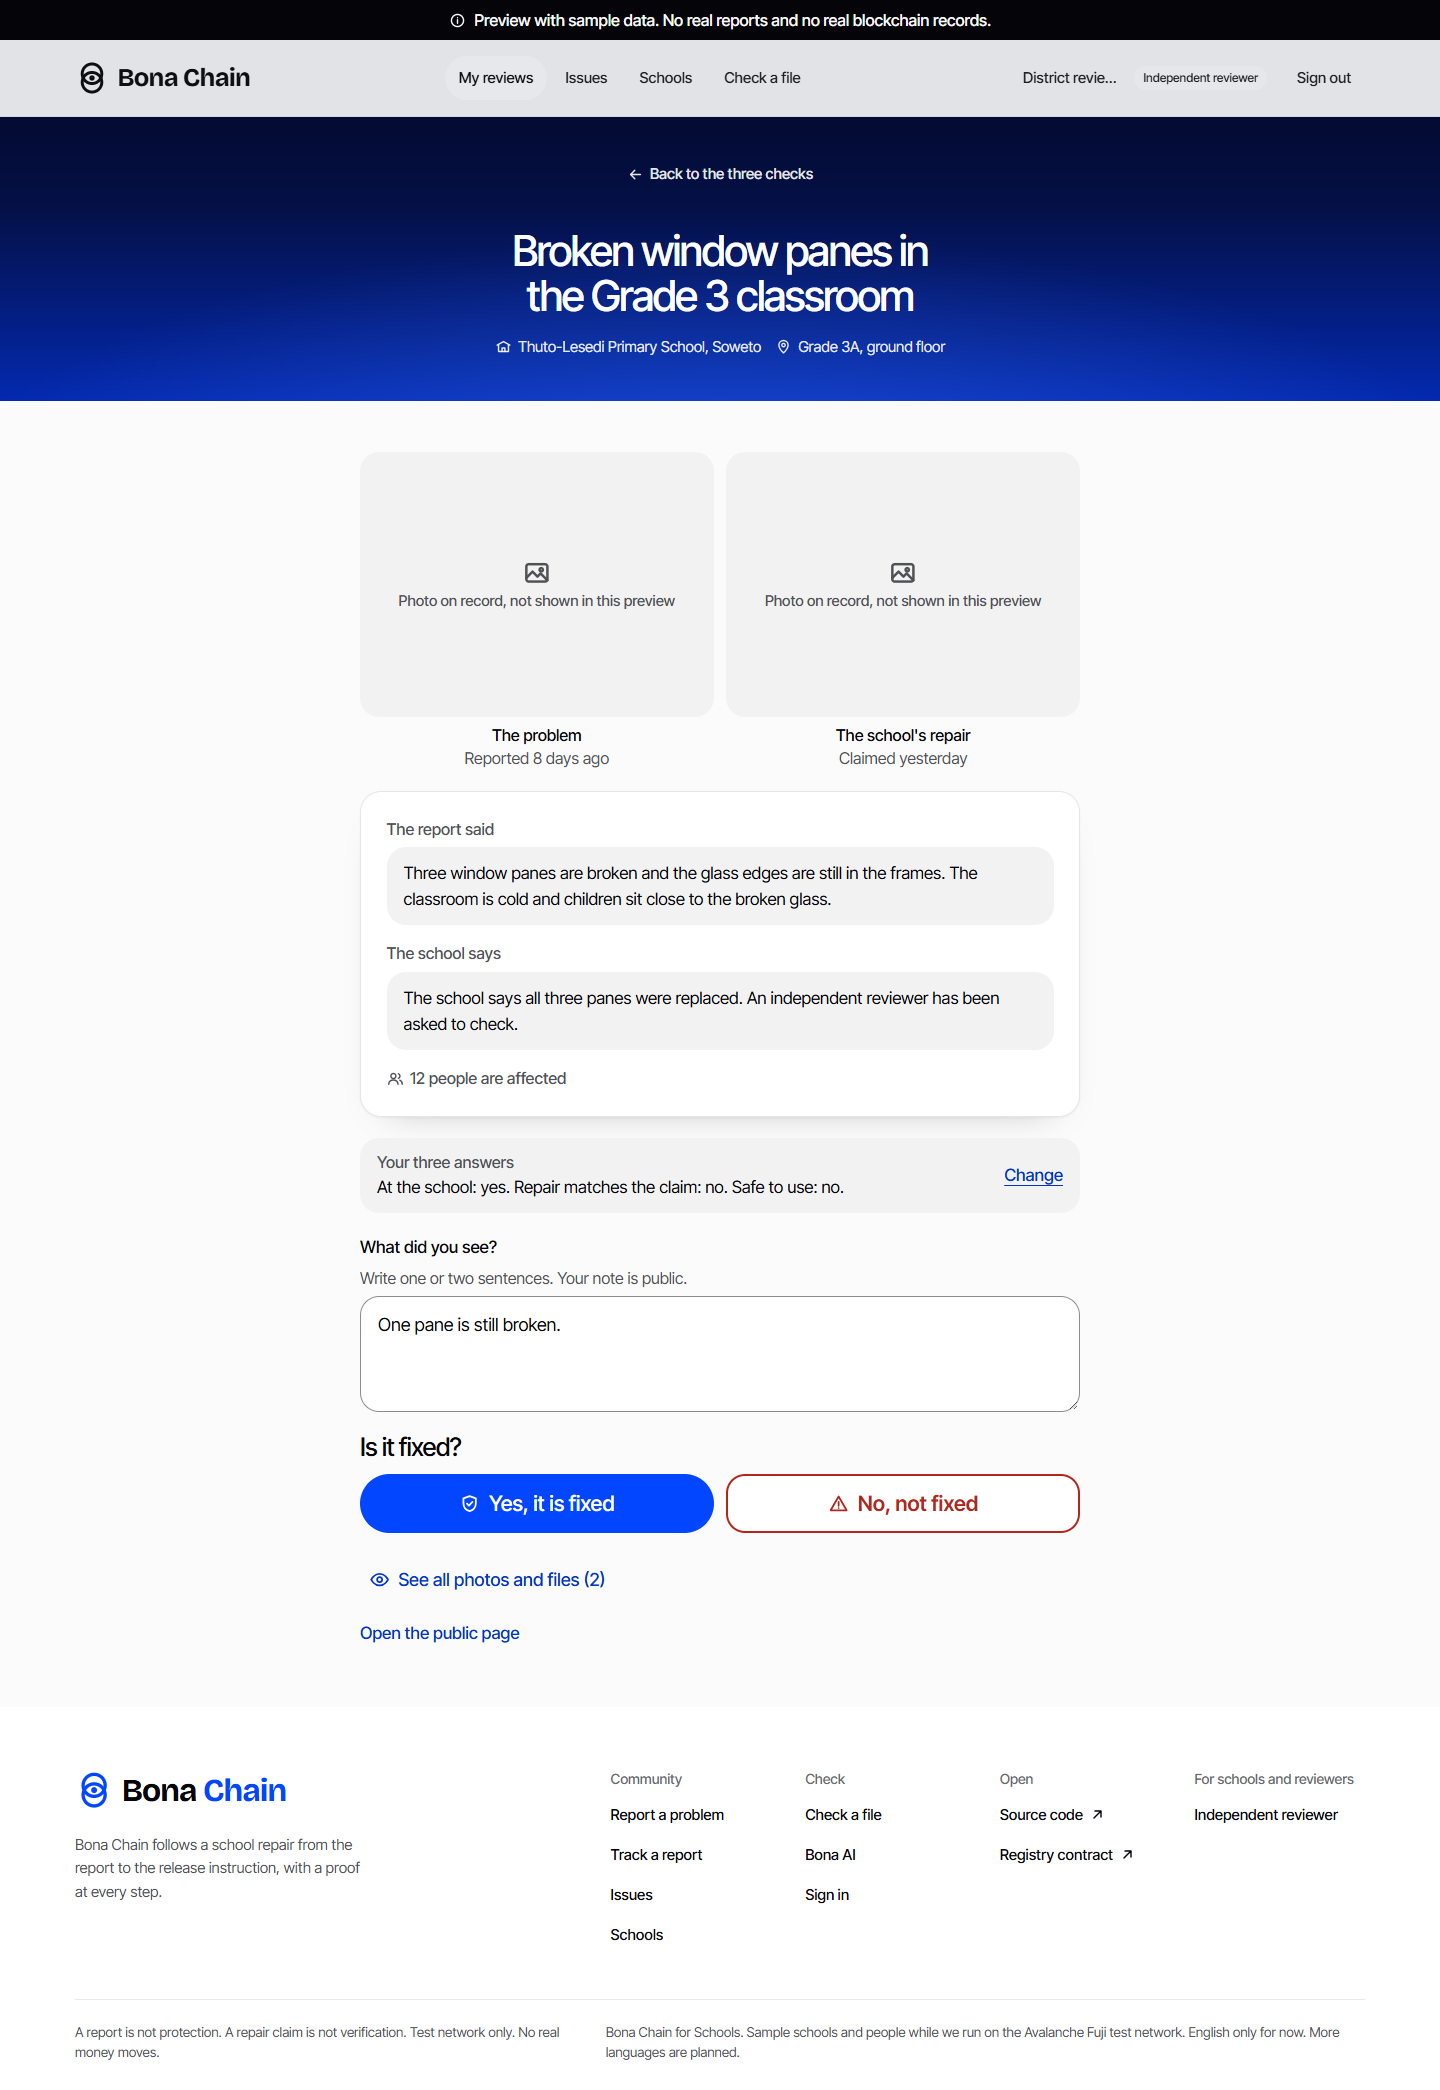 Preview with sample data. No real reports and no real blockchain records.
Bona Chain
My reviews
Issues
Schools
Check a file
District revie...
Independent reviewer
Sign out
← Back to the three checks
Broken window panes in
the Grade 3 classroom
Thuto-Lesedi Primary School, Soweto
Grade 3A, ground floor
Photo on record, not shown in this preview
Photo on record, not shown in this preview
The problem
Reported 8 days ago
The school's repair
Claimed yesterday
The report said
Three window panes are broken and the glass edges are still in the frames. The
classroom is cold and children sit close to the broken glass.
The school says
The school says all three panes were replaced. An independent reviewer has been
asked to check.
12 people are affected
Your three answers
At the school: yes. Repair matches the claim: no. Safe to use: no.
Change
What did you see?
Write one or two sentences. Your note is public.
One pane is still broken.
Is it fixed?
Yes, it is fixed
No, not fixed
See all photos and files (2)
Open the public page
Bona Chain
Bona Chain follows a school repair from the
report to the release instruction, with a proof
at every step.
Community
Report a problem
Track a report
Issues
Schools
Check
Check a file
Bona AI
Sign in
Open
Source code
Registry contract
For schools and reviewers
Independent reviewer
A report is not protection. A repair claim is not verification. Test network only. No real
money moves.
Bona Chain for Schools. Sample schools and people while we run on the Avalanche Fuji test network. English only for now. More
languages are planned.